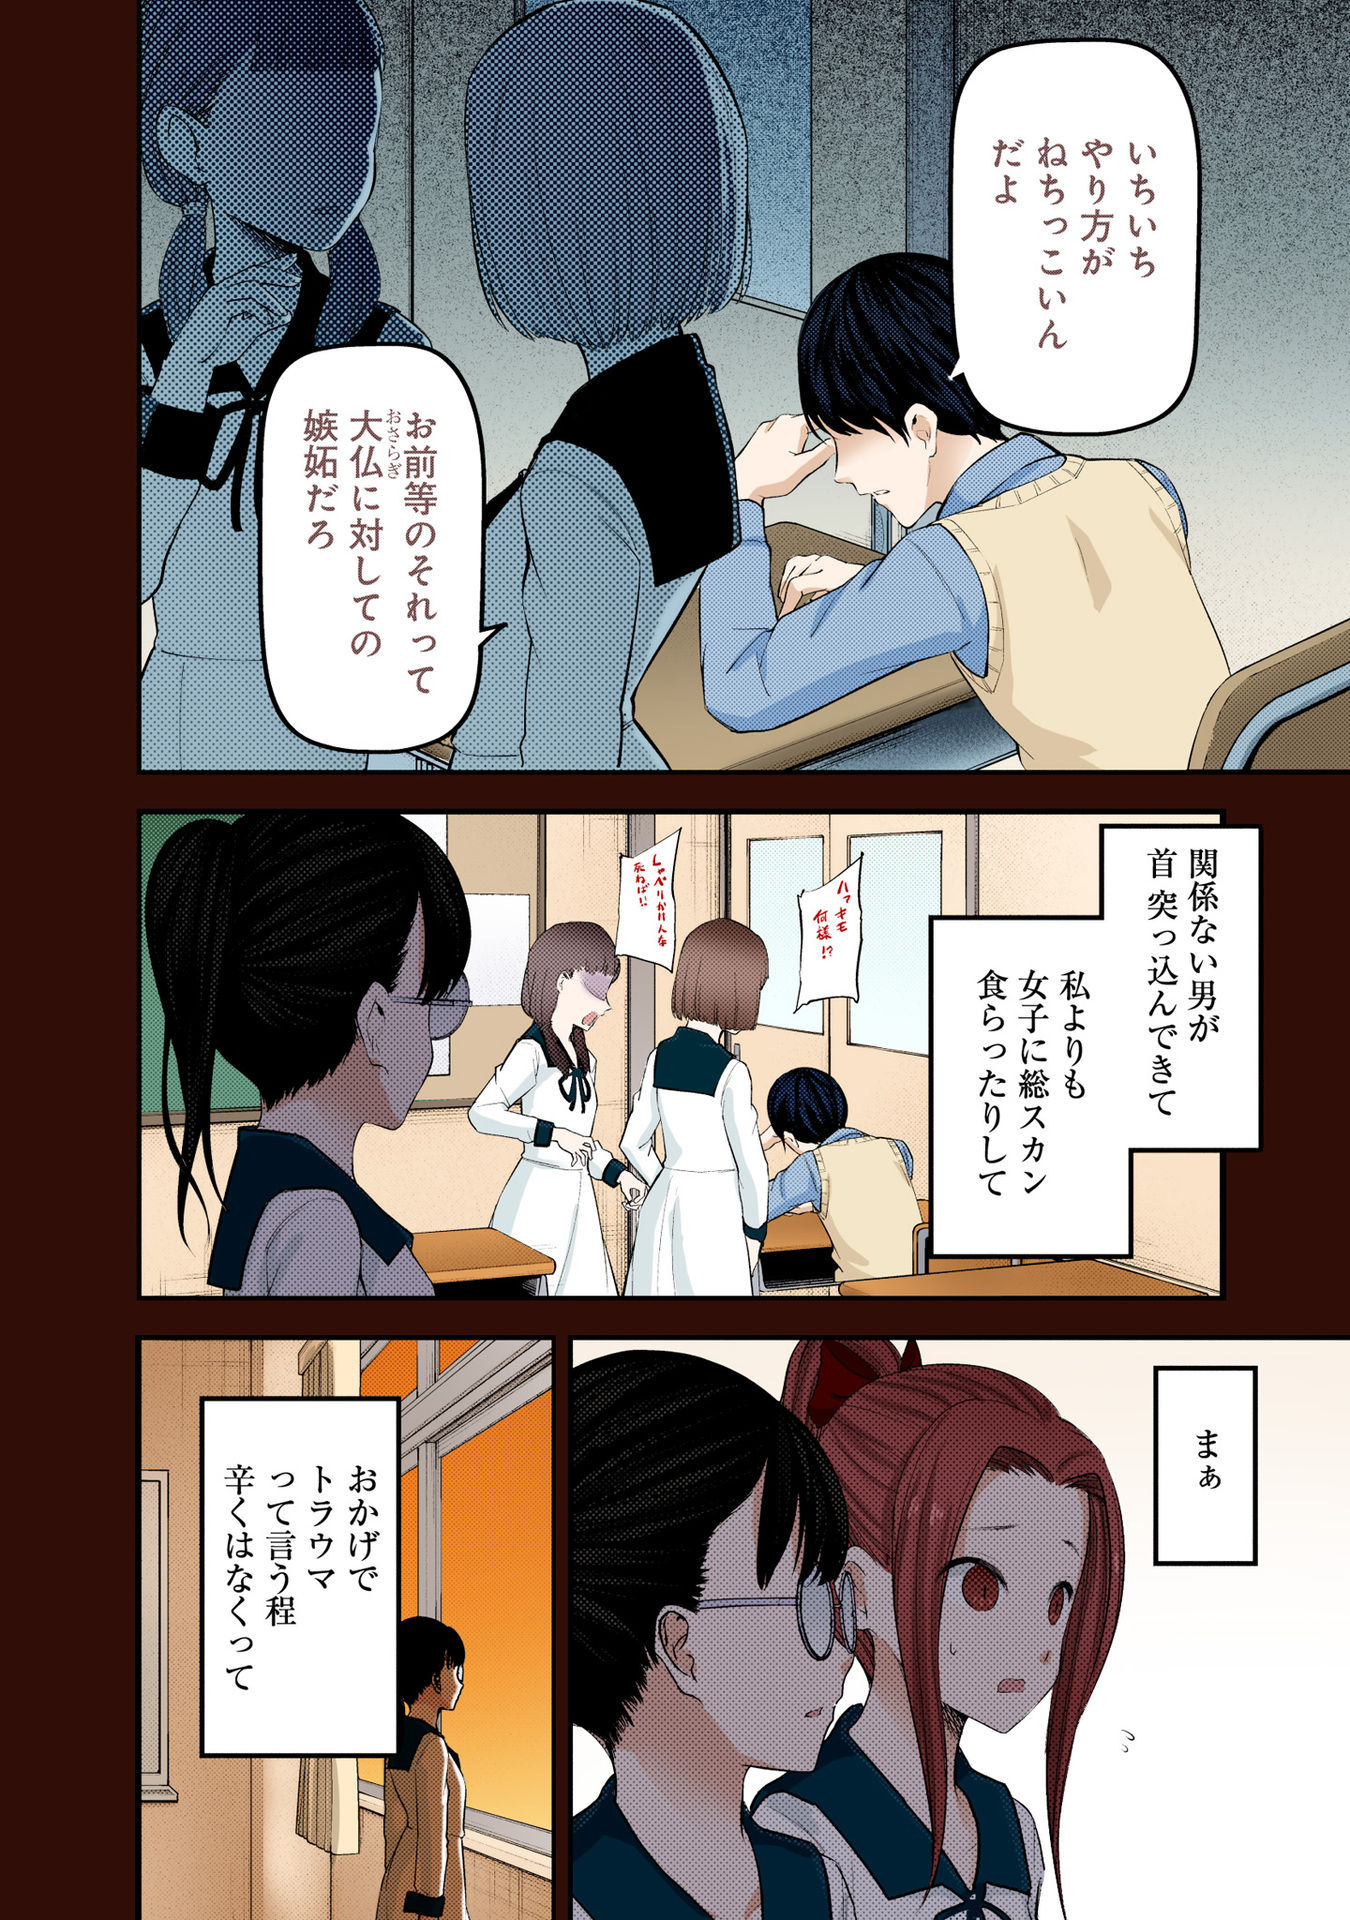 いちいち
やり方が
ねちっこいん
だよ
お前等のそれって
大仏に対しての
おさらぎ
嫉妬だろ
関係ない男が
首突っ込んできて
私よりも
女子に総スカン
食らったりして
ハァ キモ
何様!?
しゃべりかけんな
死ねば!!
まぁ
おかげで
トラウマ
って言う程
辛くはなくって